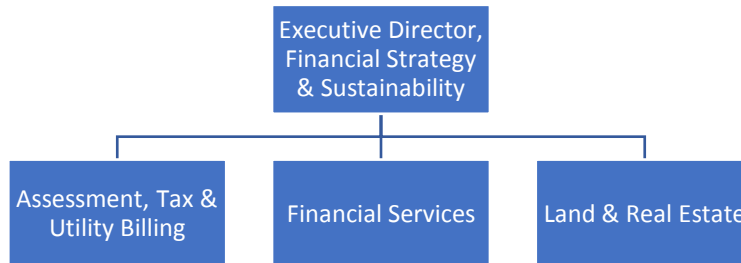 Executive Director,
Financial Strategy
& Sustainability
Assessment, Tax &
Utility Billing
Financial Services
Land & Real Estate